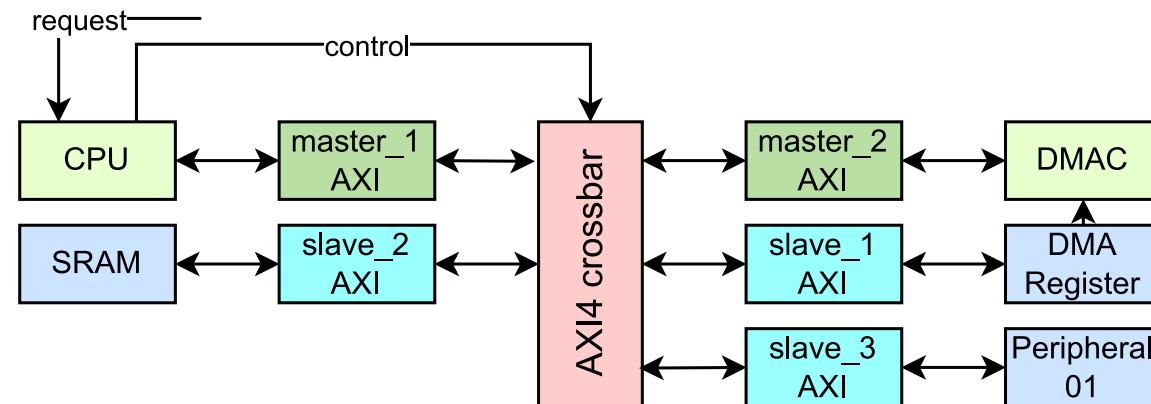 request
control
CPU
master_1
AXI
AXI4 crossbar
master_2
AXI
DMAC
SRAM
slave_2
AXI
slave_1
AXI
DMA
Register
slave_3
AXI
Peripheral
01